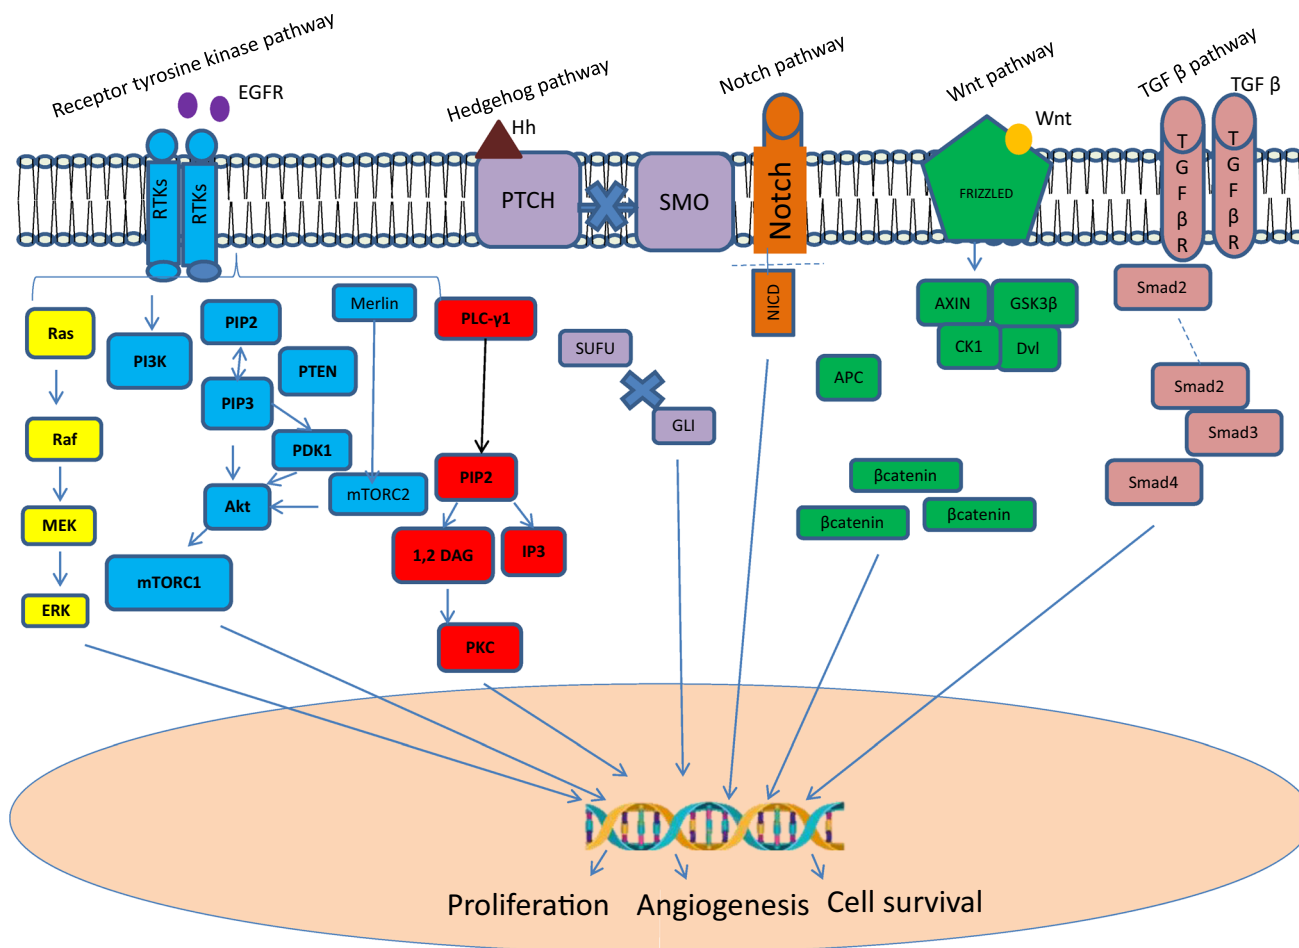 Receptor tyrosine kinase pathway
EGFR
Hedgehog pathway
Hh
Notch pathway
Wnt pathway
Wnt
TGF β pathway
TGF β
RTKs
RTKs
PTCH
SMO
Notch
FRIZZLED
TGFβR
TGFβR
NICD
Ras
Raf
MEK
ERK
PI3K
PIP2
PIP3
PTEN
PDK1
Akt
mTORC1
Merlin
mTORC2
PLC-γ1
PIP2
1,2 DAG
IP3
PKC
SUFU
GLI
APC
AXIN
GSK3β
CK1
Dvl
βcatenin
βcatenin
βcatenin
Smad2
Smad2
Smad3
Smad4
Proliferation
Angiogenesis
Cell survival